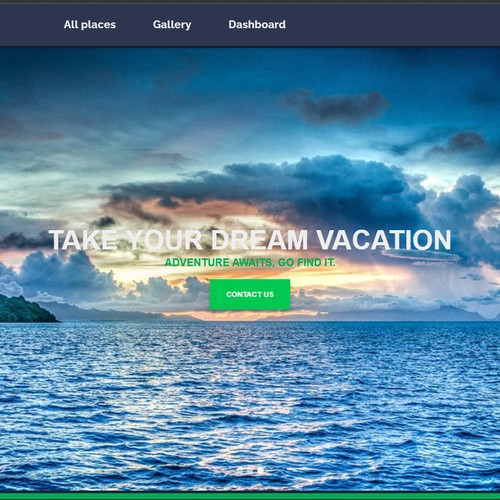 All places Gallery Dashboard
TAKE YOUR DREAM VACATION
ADVENTURE AWAITS, GO FIND IT.
CONTACT US